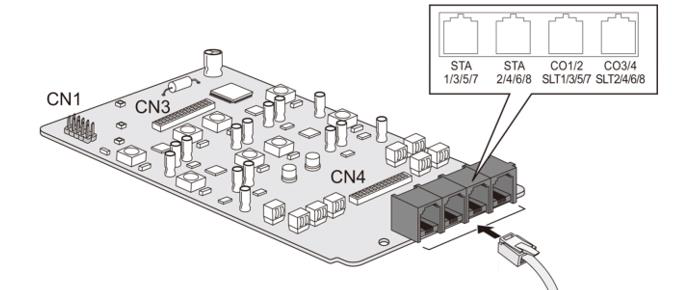 STA STA CO1/2 CO3/4
1/3/5/7 2/4/6/8 SLT1/3/5/7 SLT2/4/6/8
CN1
CN3
CN4